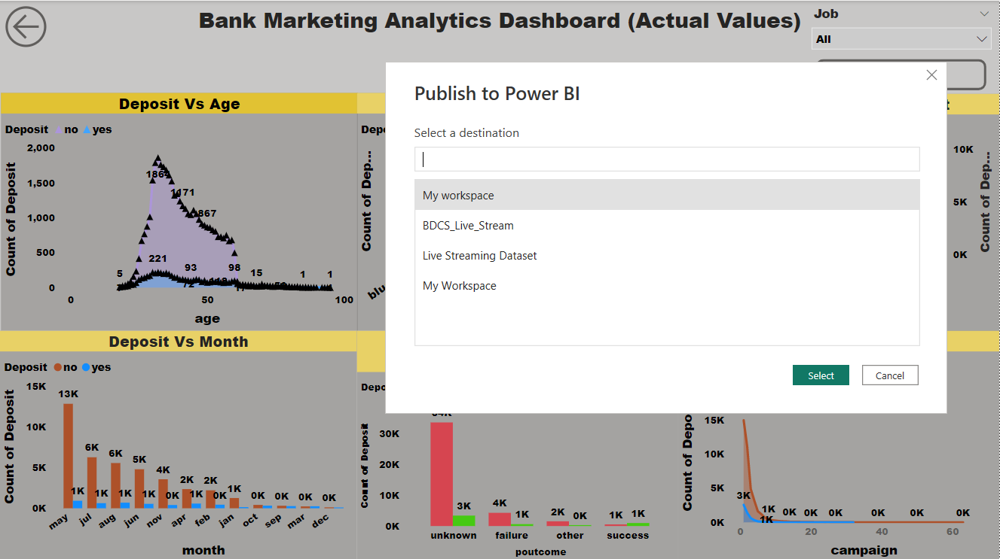 Bank Marketing Analytics Dashboard (Actual Values)
Job
All
Publish to Power BI
Select a destination
My workspace
BDCS_Live_Stream
Live Streaming Dataset
My Workspace
Select
Cancel
Deposit Vs Age
Deposit no yes
Count of Deposit
2,000
1,500
1,000
500
0
1864
1171
867
5
221
93
72
98
15
1
1
0
50
100
age
Depo
Count of Dep...
blu
10K
5K
0K
Count of Dep...
Deposit Vs Month
Deposit no yes
Count of Deposit
15K
10K
5K
0K
13K
6K
6K
5K
4K
2K
2K
1K
0K
0K
0K
0K
1K
1K
1K
1K
0K
1K
0K
may
jul
aug
jun
nov
apr
feb
jan
oct
sep
mar
dec
month
Depo
Count of Deposit
30K
20K
10K
0K
3K
4K
1K
2K
0K
1K
1K
unknown
failure
other
success
poutcome
Count of Depo
15K
10K
5K
0K
3K
1K
1K
0K
0K
0K
0K
0K
0K
0
20
40
60
campaign